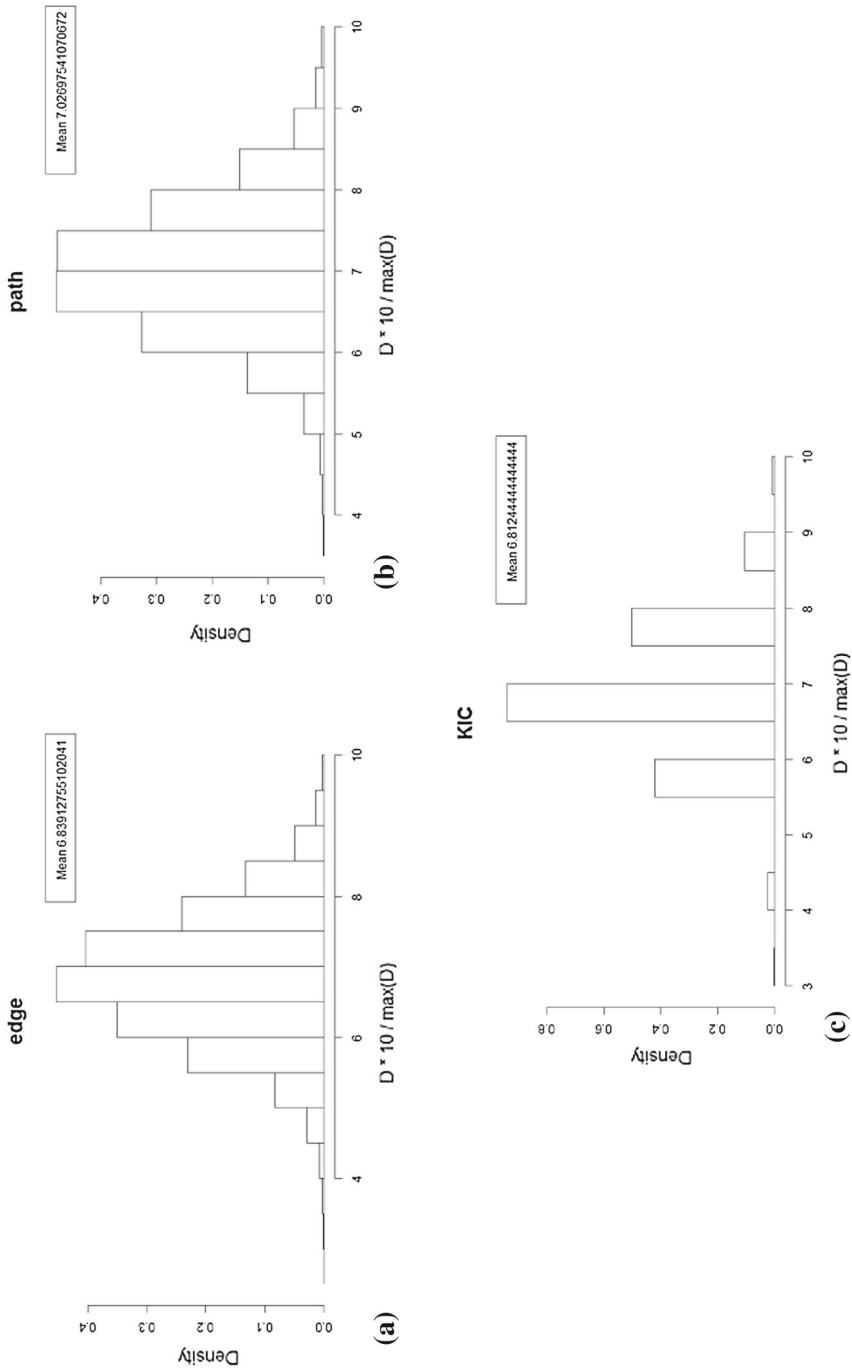 edge
Mean 6.83912755102041
Density
0.0 0.1 0.2 0.3 0.4
4 6 8 10
D * 10 / max(D)
(a)
path
Mean 7.02697541070672
Density
0.0 0.1 0.2 0.3 0.4
4 5 6 7 8 9 10
D * 10 / max(D)
(b)
KIC
Mean 6.81244444444444
Density
0.0 0.2 0.4 0.6 0.8
3 4 5 6 7 8 9 10
D * 10 / max(D)
(c)